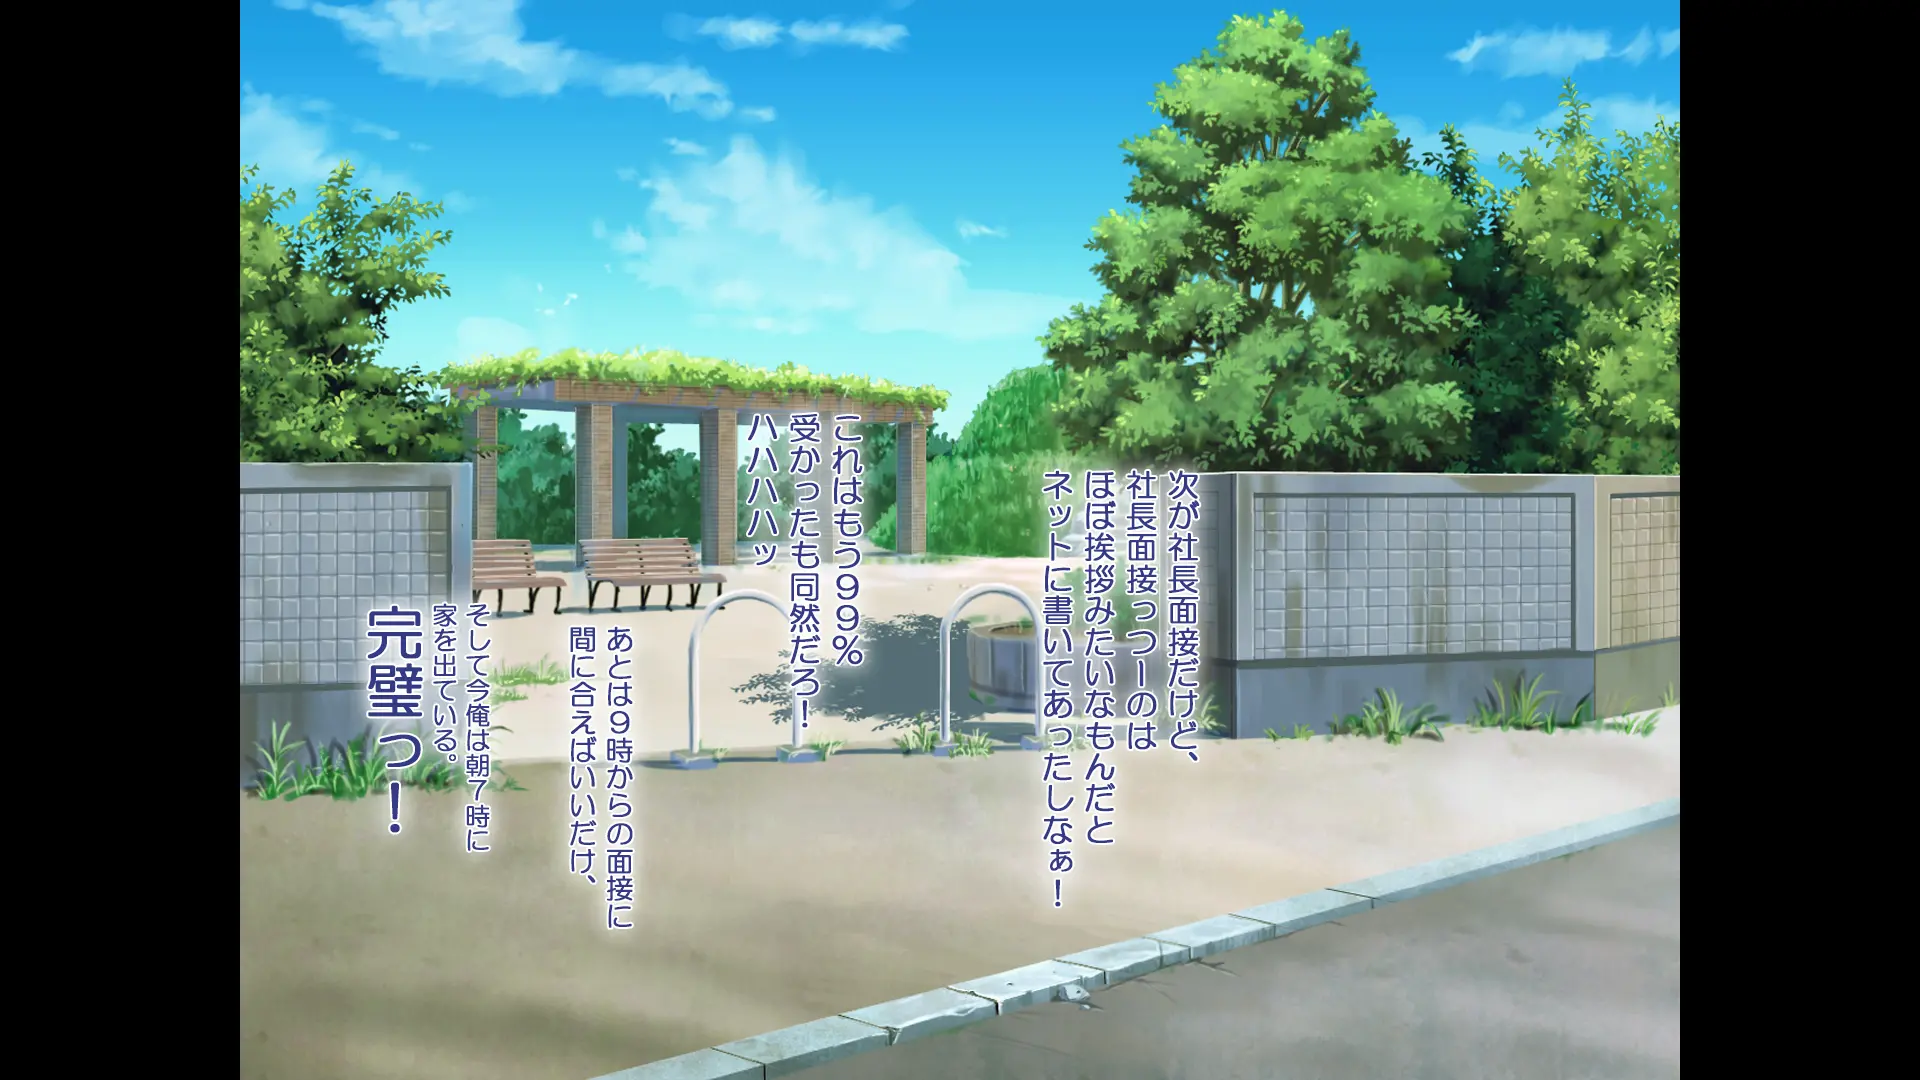 次が社長面接だけど、
社長面接っつーのは
ほぼ挨拶みたいなもんだと
ネットに書いてあったしなぁ！
これはもう９９％
受かったも同然だろ！
ハハハハハッ
あとは９時からの面接に
間に合えばいいだけ、
そして今俺は朝７時に
家を出ている。
完璧っ！